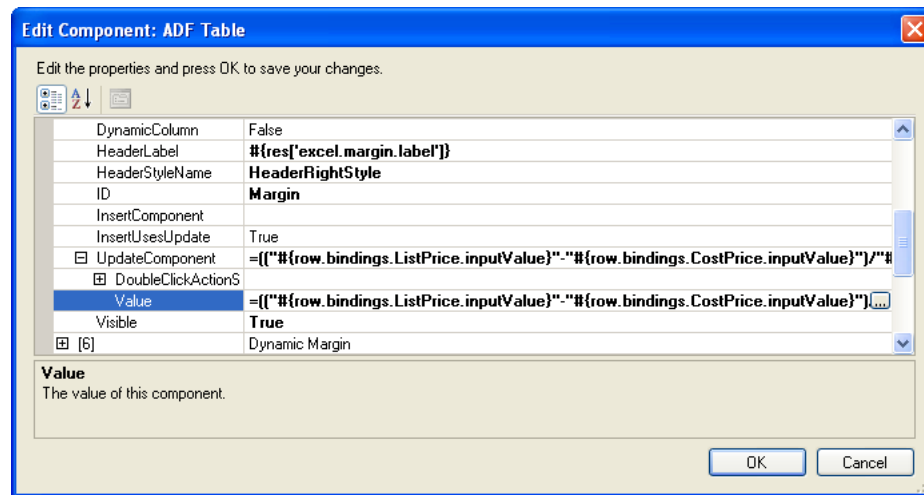 Edit Component: ADF Table
Edit the properties and press OK to save your changes.
DynamicColumn False
HeaderLabel #{res['excel.margin.label']}
HeaderStyleName HeaderRightStyle
ID Margin
InsertComponent
InsertUsesUpdate True
UpdateComponent =(("#{row.bindings.ListPrice.inputValue}"-"#{row.bindings.CostPrice.inputValue}")/"#
DoubleClickActionS
Value =(("#{row.bindings.ListPrice.inputValue}"-"#{row.bindings.CostPrice.inputValue}") ...
Visible True
[6] Dynamic Margin
Value
The value of this component.
OK Cancel